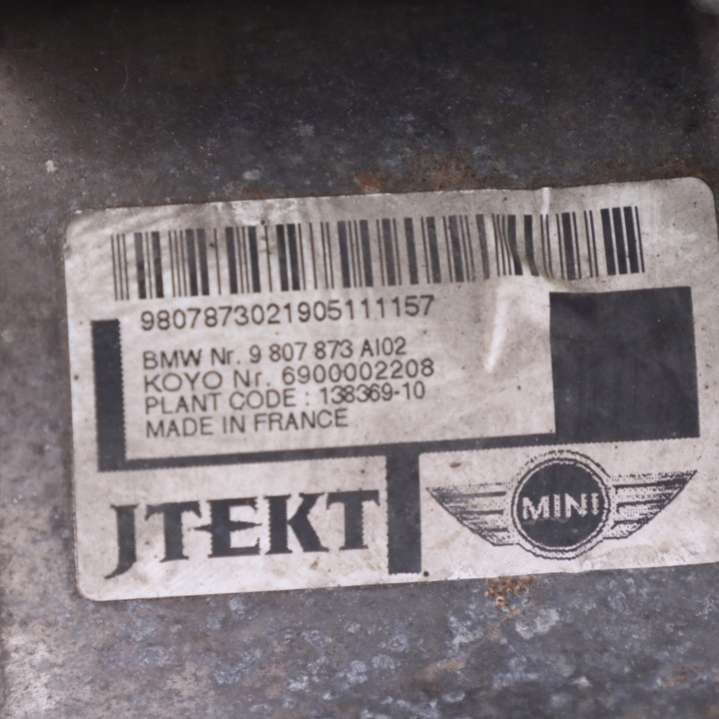 9807873021905111157
BMW Nr. 9 807 873 AI02
KOYO Nr. 6900002208
PLANT CODE : 138369-10
MADE IN FRANCE
JTEKT
MINI